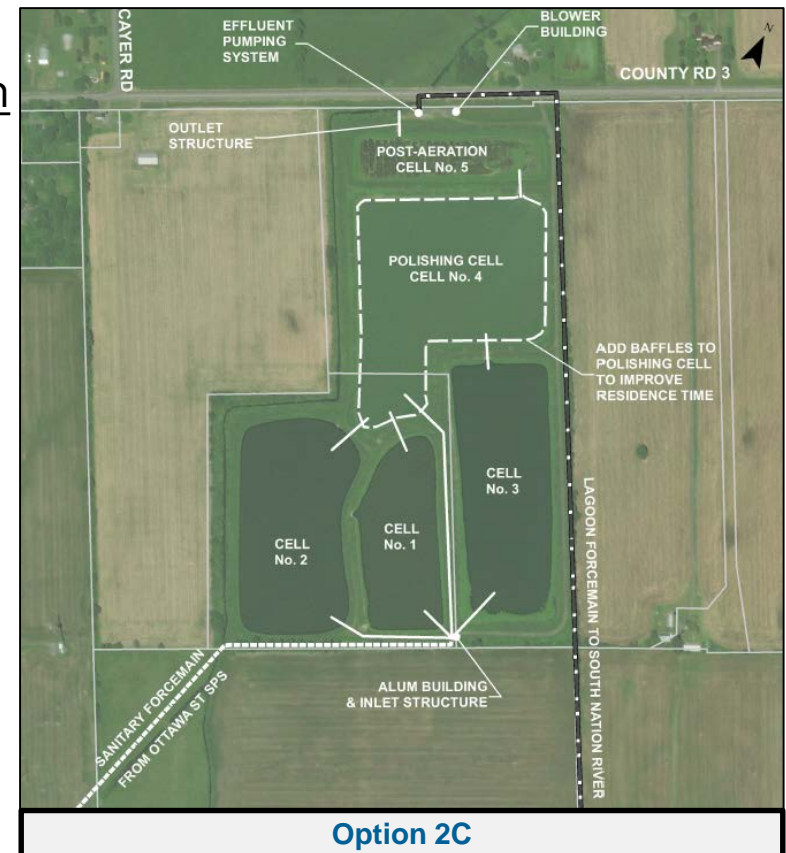 n
CAYER RD
EFFLUENT
PUMPING
SYSTEM
BLOWER
BUILDING
N
COUNTY RD 3
OUTLET
STRUCTURE
POST-AERATION
CELL No. 5
POLISHING CELL
CELL No. 4
ADD BAFFLES TO
POLISHING CELL
TO IMPROVE
RESIDENCE TIME
CELL
No. 3
CELL
No. 1
CELL
No. 2
LAGOON FORCEMAIN TO SOUTH NATION RIVER
ALUM BUILDING
& INLET STRUCTURE
SANITARY FORCEMAIN
FROM OTTAWA ST SPS
Option 2C